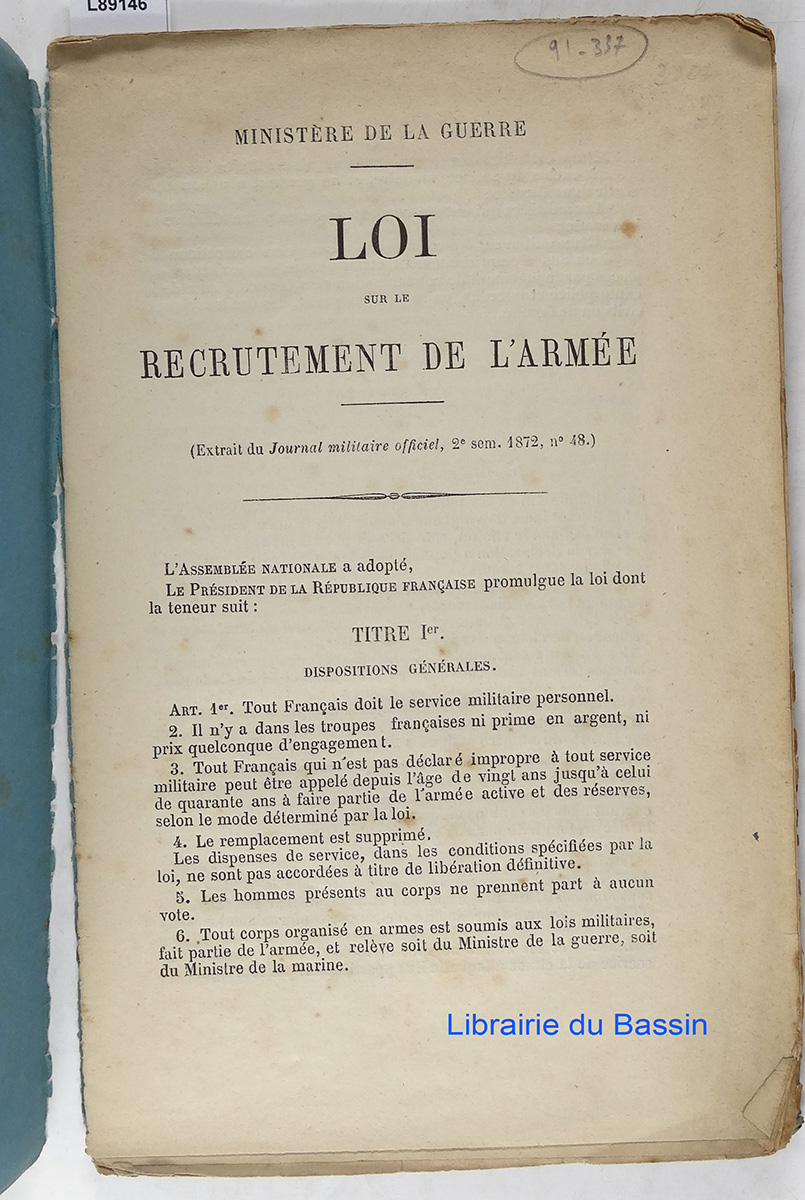 L89146
91-337
MINISTÈRE DE LA GUERRE
LOI
SUR LE
RECRUTEMENT DE L'ARMÉE
(Extrait du Journal militaire officiel, 2e sem. 1872, no 48.)
L'ASSEMBLÉE NATIONALE a adopté,
LE PRÉSIDENT DE LA RÉPUBLIQUE FRANÇAISE promulgue la loi dont
la teneur suit :
TITRE Ier.
DISPOSITIONS GÉNÉRALES.
ART. 1er. Tout Français doit le service militaire personnel.
2. Il n'y a dans les troupes françaises ni prime en argent, ni
prix quelconque d'engagement.
3. Tout Français qui n'est pas déclaré impropre à tout service
militaire peut être appelé depuis l'âge de vingt ans jusqu'à celui
de quarante ans à faire partie de l'armée active et des réserves,
selon le mode déterminé par la loi.
4. Le remplacement est supprimé.
Les dispenses de service, dans les conditions spécifiées par la
loi, ne sont pas accordées à titre de libération définitive.
5. Les hommes présents au corps ne prennent part à aucun
vote.
6. Tout corps organisé en armes est soumis aux lois militaires,
fait partie de l'armée, et relève soit du Ministre de la guerre, soit
du Ministre de la marine.
Librairie du Bassin